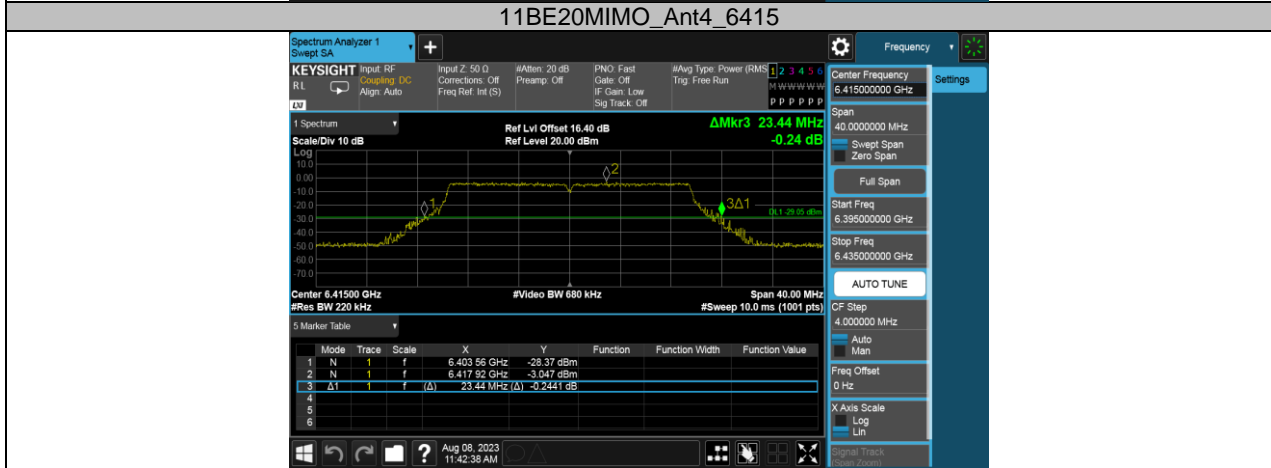 11BE20MIMO_Ant4_6415
Spectrum Analyzer 1
Swept SA
Frequency
KEYSIGHT
RL
LXI
Input: RF
Coupling: DC
Align: Auto
Input Z: 50 Ω
Corrections: Off
Freq Ref: Int (S)
#Atten: 20 dB
Preamp: Off
PNO: Fast
Gate: Off
IF Gain: Low
Sig Track: Off
#Avg Type: Power (RMS
Trig: Free Run
1 2 3 4 5 6
M W W W W W
P P P P P P
Center Frequency
6.415000000 GHz
Settings
1 Spectrum
Scale/Div 10 dB
Ref Lvl Offset 16.40 dB
Ref Level 20.00 dBm
ΔMkr3 23.44 MHz
-0.24 dB
Span
40.0000000 MHz
Swept Span
Zero Span
Full Span
Start Freq
6.395000000 GHz
Stop Freq
6.435000000 GHz
AUTO TUNE
CF Step
4.000000 MHz
Auto
Man
Freq Offset
0 Hz
X Axis Scale
Log
Lin
Signal Track
(Span Zoom)
Log
10.0
0.00
-10.0
-20.0
-30.0
-40.0
-50.0
-60.0
-70.0
1
2
3Δ1
DL1 -29.05 dBm
Center 6.41500 GHz
#Video BW 680 kHz
Span 40.00 MHz
#Res BW 220 kHz
#Sweep 10.0 ms (1001 pts)
5 Marker Table
Mode Trace Scale X Y Function Function Width Function Value
1 N 1 f 6.403 56 GHz -28.37 dBm
2 N 1 f 6.417 92 GHz -3.047 dBm
3 Δ1 1 f (Δ) 23.44 MHz (Δ) -0.2441 dB
4
5
6
Aug 08, 2023
11:42:38 AM